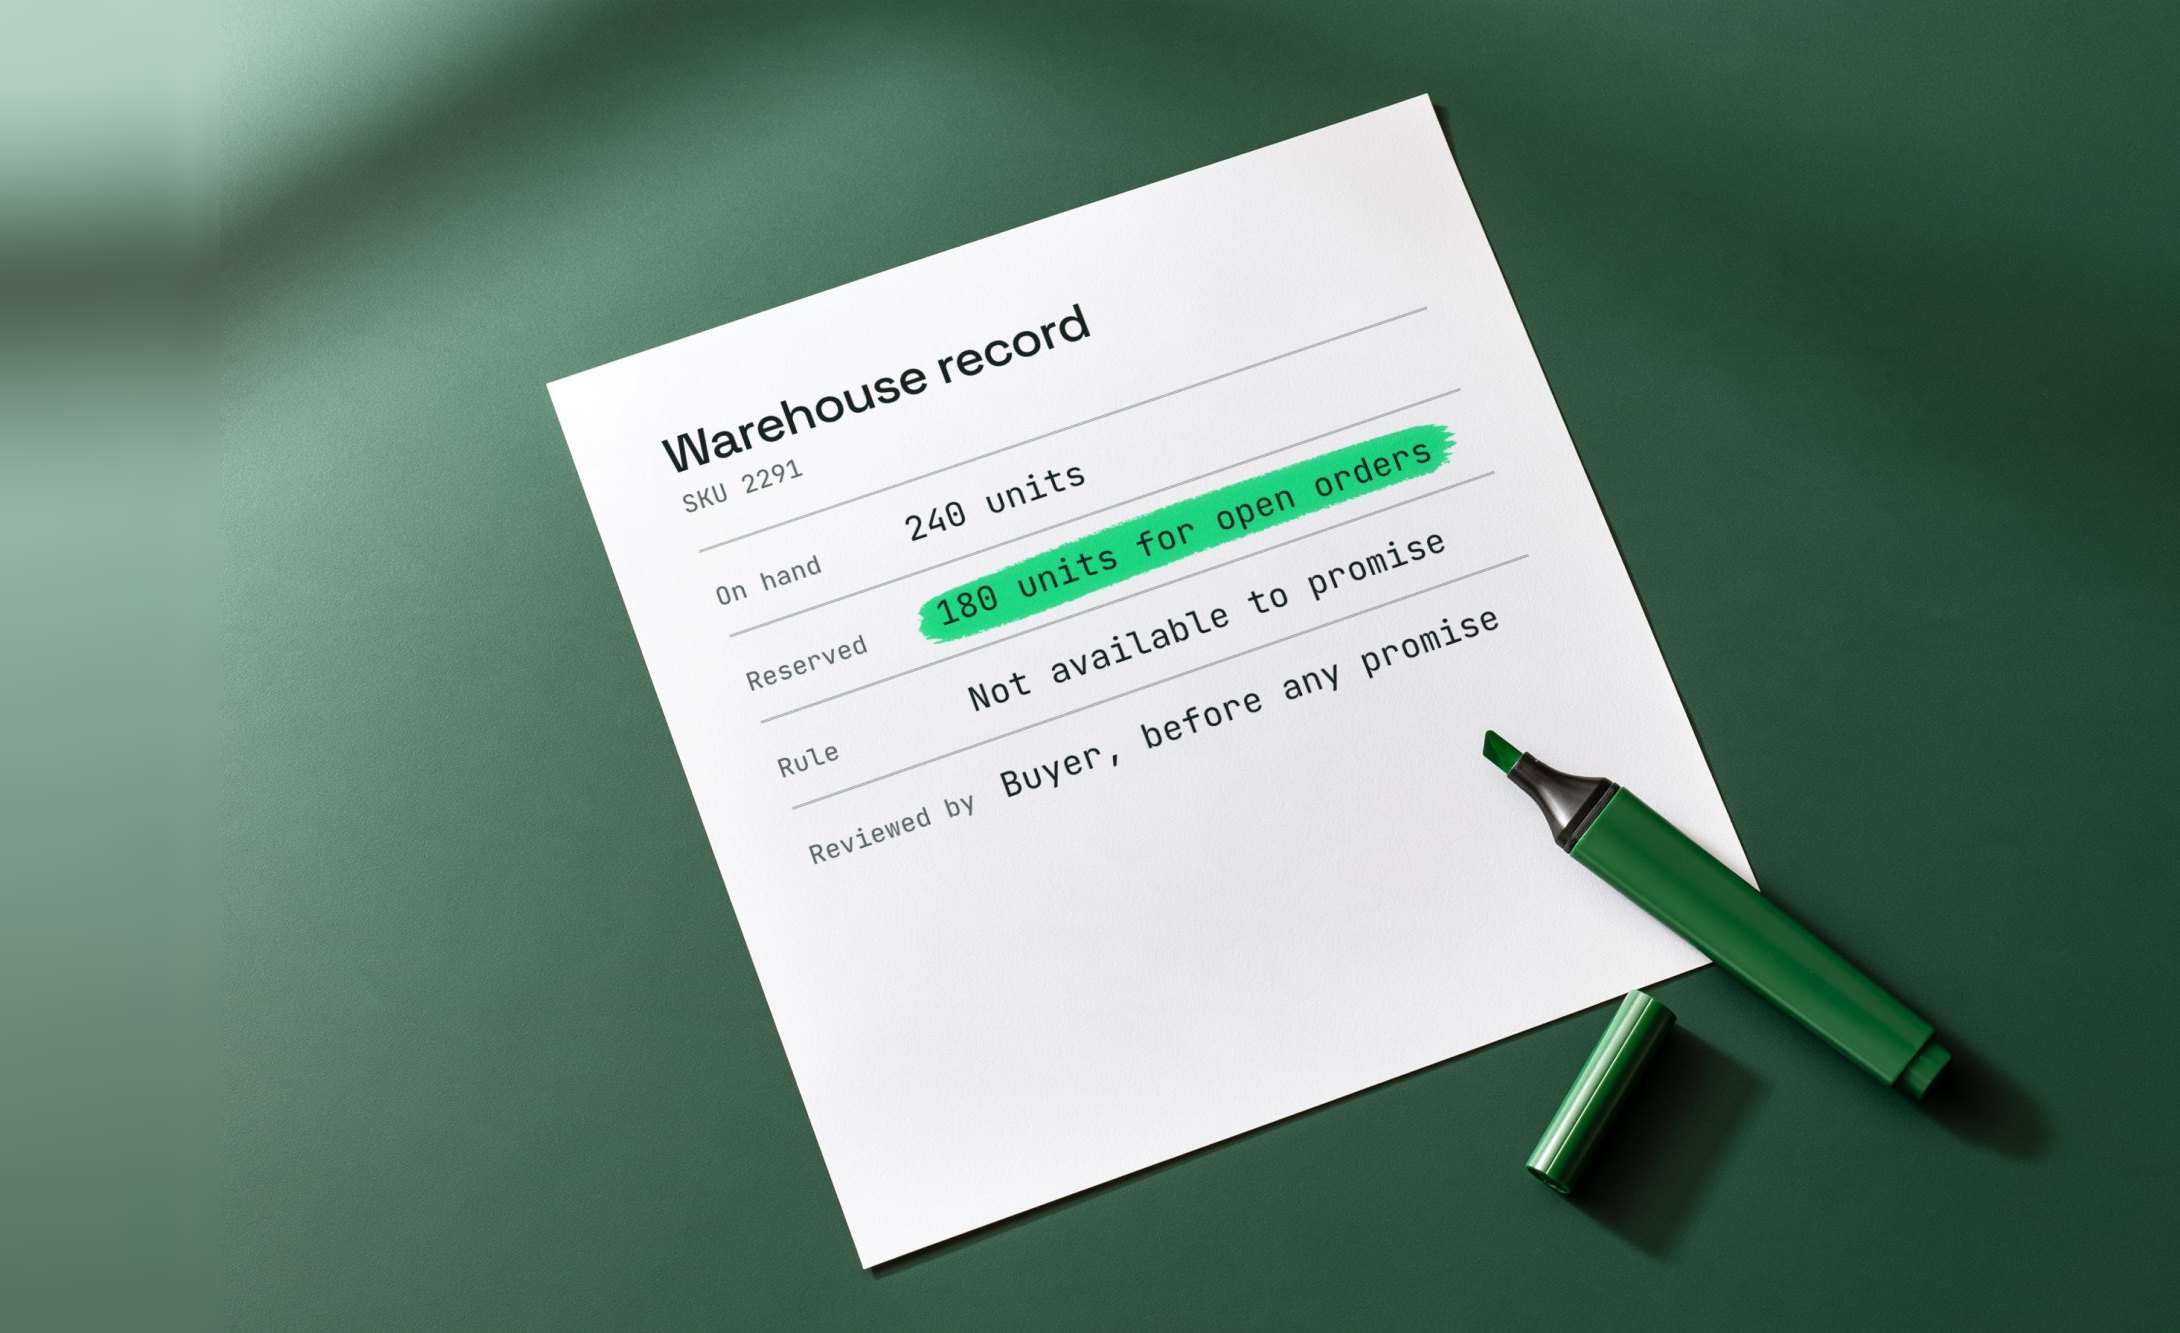 Warehouse record
SKU 2291
On hand 240 units
Reserved 180 units for open orders
Rule Not available to promise
Reviewed by Buyer, before any promise